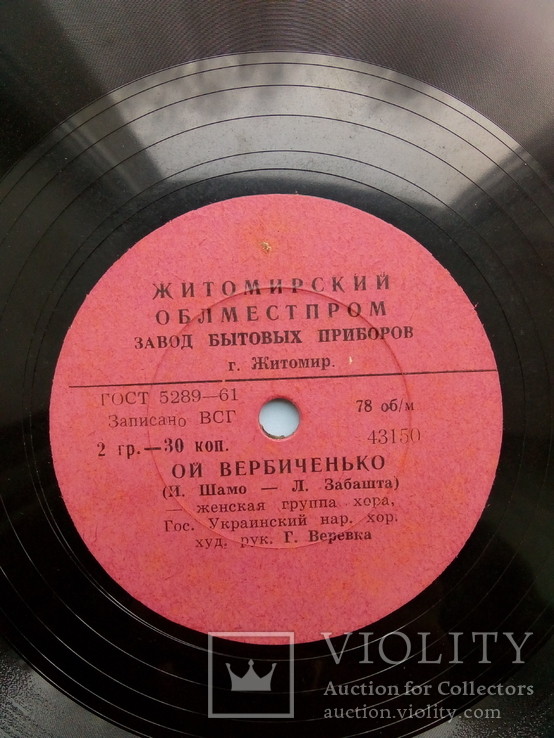 ЖИТОМИРСКИЙ
ОБЛМЕСТПРОМ
ЗАВОД БЫТОВЫХ ПРИБОРОВ
г. Житомир.
ГОСТ 5289—61
Записано ВСГ
78 об/м
2 гр.—30 коп.
43150
ОЙ ВЕРБИЧЕНЬКО
(И. Шамо — Л. Забашта)
— женская группа хора,
Гос. Украинский нар. хор.
худ. рук. Г. Веревка
VIOLITY
Auction for Collectors
auction.violity.com